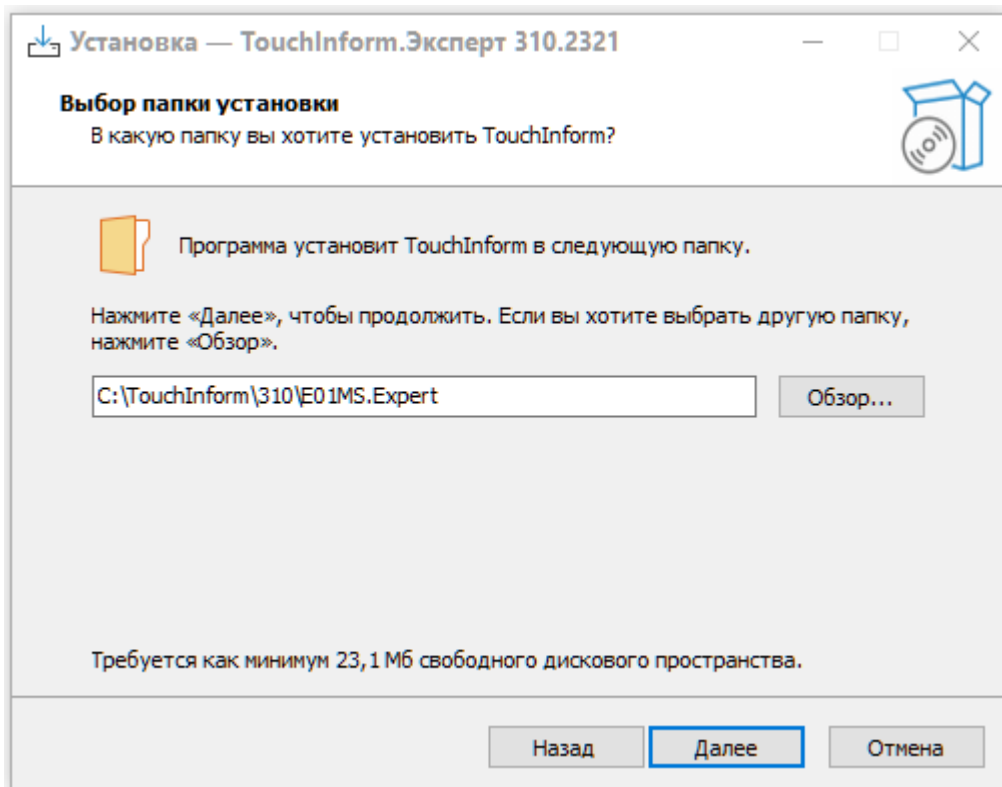 Установка — TouchInform.Эксперт 310.2321
Выбор папки установки
В какую папку вы хотите установить TouchInform?
Программа установит TouchInform в следующую папку.
Нажмите «Далее», чтобы продолжить. Если вы хотите выбрать другую папку,
нажмите «Обзор».
C:\TouchInform\310\E01MS.Expert
Обзор...
Требуется как минимум 23,1 Мб свободного дискового пространства.
Назад
Далее
Отмена